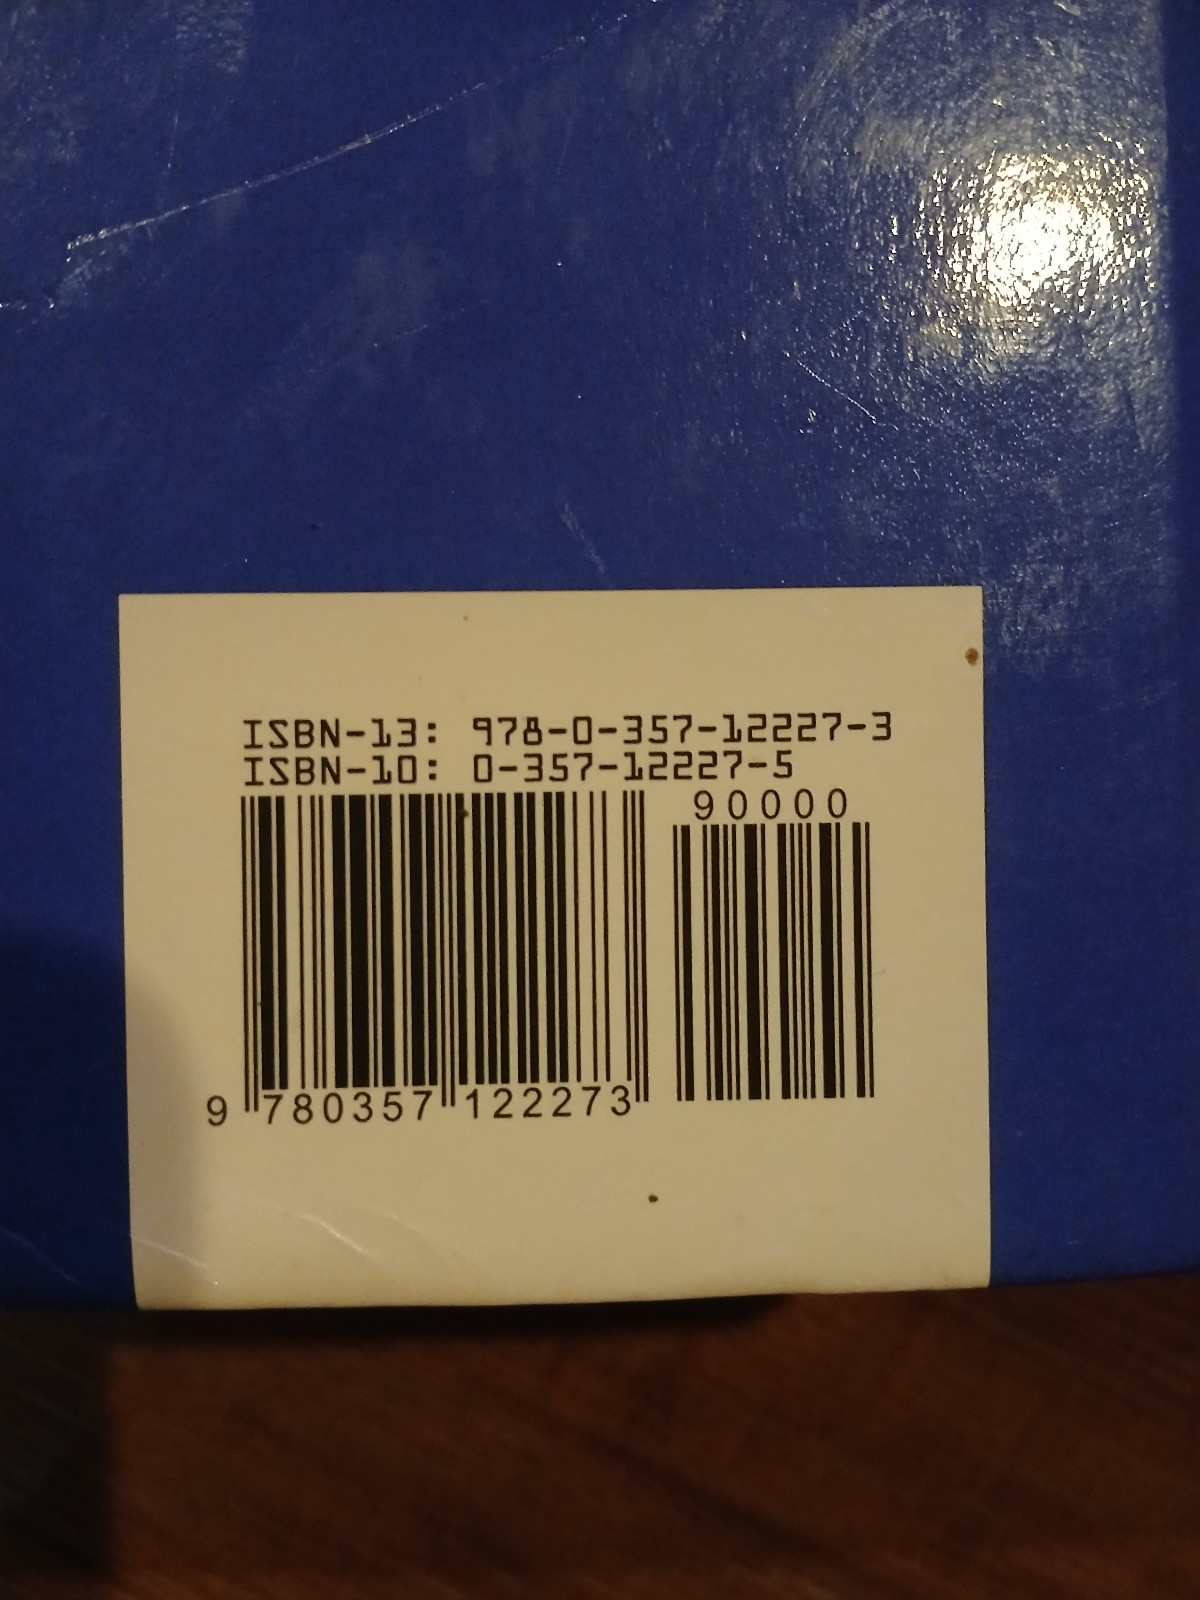 ISBN-13: 978-0-357-12227-3
ISBN-10: 0-357-12227-5
90000
9 780357 122273